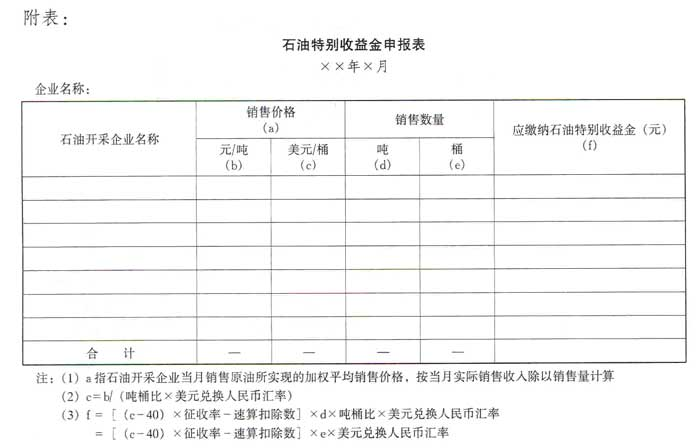 附表：
石油特别收益金申报表
××年×月
企业名称：
石油开采企业名称 销售价格 （a） 销售数量 应缴纳石油特别收益金（元） （f）
元/吨 （b） 美元/桶 （c） 吨 （d） 桶 （e）
合 计 — — — —
注：（1）a指石油开采企业当月销售原油所实现的加权平均销售价格，按当月实际销售收入除以销售量计算
（2）c=b/（吨桶比×美元兑换人民币汇率）
（3）f =［（c-40）×征收率-速算扣除数］×d×吨桶比×美元兑换人民币汇率
=［（c-40）×征收率-速算扣除数］×e×美元兑换人民币汇率